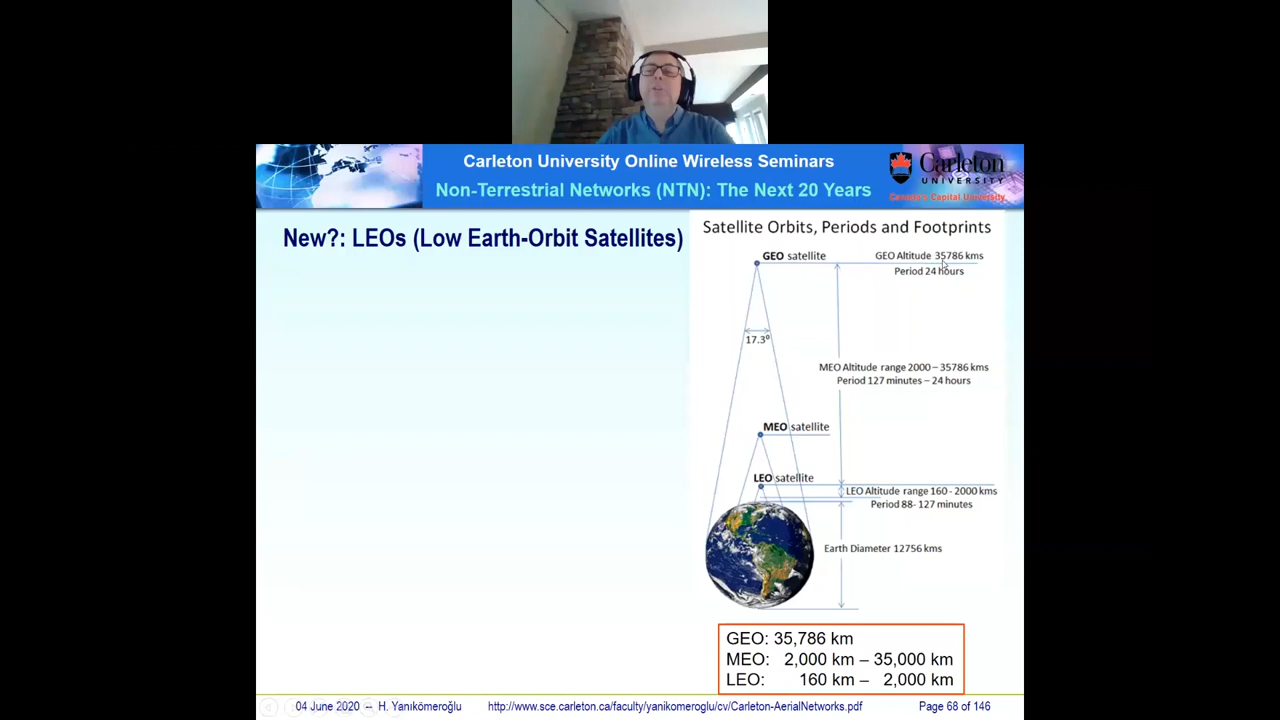 Carleton University Online Wireless Seminars
Non-Terrestrial Networks (NTN): The Next 20 Years
Carleton
UNIVERSITY
Canada's Capital University
New?: LEOs (Low Earth-Orbit Satellites)
Satellite Orbits, Periods and Footprints
GEO satellite
GEO Altitude 35786 kms
Period 24 hours
17.3⁰
MEO Altitude range 2000 – 35786 kms
Period 127 minutes – 24 hours
MEO satellite
LEO satellite
LEO Altitude range 160 - 2000 kms
Period 88- 127 minutes
Earth Diameter 12756 kms
GEO: 35,786 km
MEO: 2,000 km – 35,000 km
LEO: 160 km – 2,000 km
04 June 2020 -- H. Yanıkömeroğlu
http://www.sce.carleton.ca/faculty/yanikomeroglu/cv/Carleton-AerialNetworks.pdf
Page 68 of 146